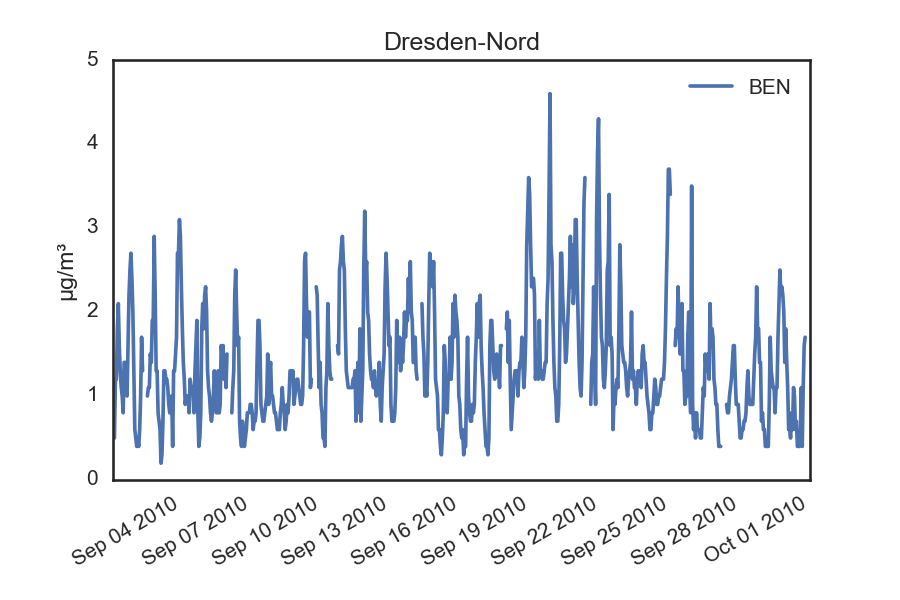 Dresden-Nord
BEN
µg/m³
5
4
3
2
1
0
Sep 04 2010
Sep 07 2010
Sep 10 2010
Sep 13 2010
Sep 16 2010
Sep 19 2010
Sep 22 2010
Sep 25 2010
Sep 28 2010
Oct 01 2010